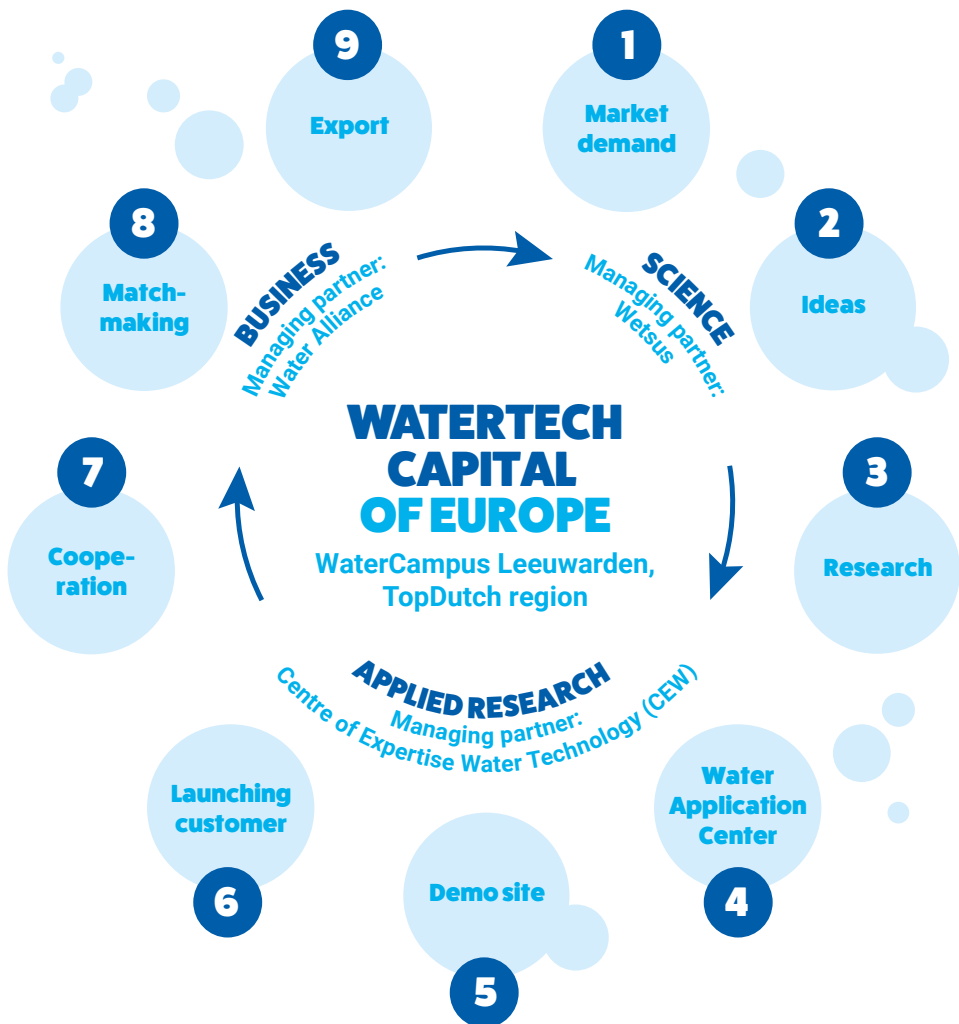 1
Market
demand
2
Ideas
3
Research
4
Water
Application
Center
5
Demo site
6
Launching
customer
7
Coope-
ration
8
Match-
making
9
Export
BUSINESS
Managing partner:
Water Alliance
SCIENCE
Managing partner:
Wetsus
WATERTECH
CAPITAL
OF EUROPE
WaterCampus Leeuwarden,
TopDutch region
APPLIED RESEARCH
Managing partner:
Centre of Expertise Water Technology (CEW)